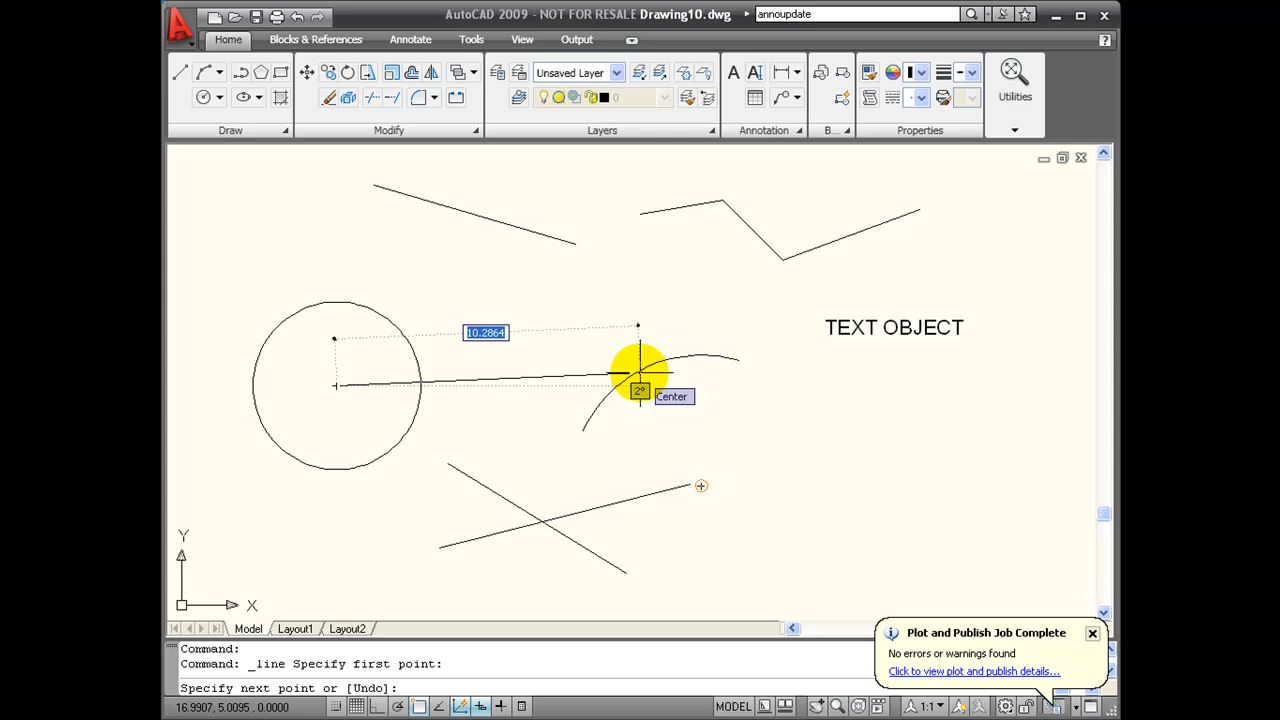 AutoCAD 2009 - NOT FOR RESALE Drawing10.dwg
annoupdate
Home Blocks & References Annotate Tools View Output
Unsaved Layer
0
Utilities
Draw Modify Layers Annotation B... Properties
10.2864
TEXT OBJECT
2°
Center
Y
X
Model Layout1 Layout2
Plot and Publish Job Complete
No errors or warnings found
Click to view plot and publish details...
Command:
Command: _line Specify first point:
Specify next point or [Undo]:
16.9907, 5.0095, 0.0000
MODEL
1:1